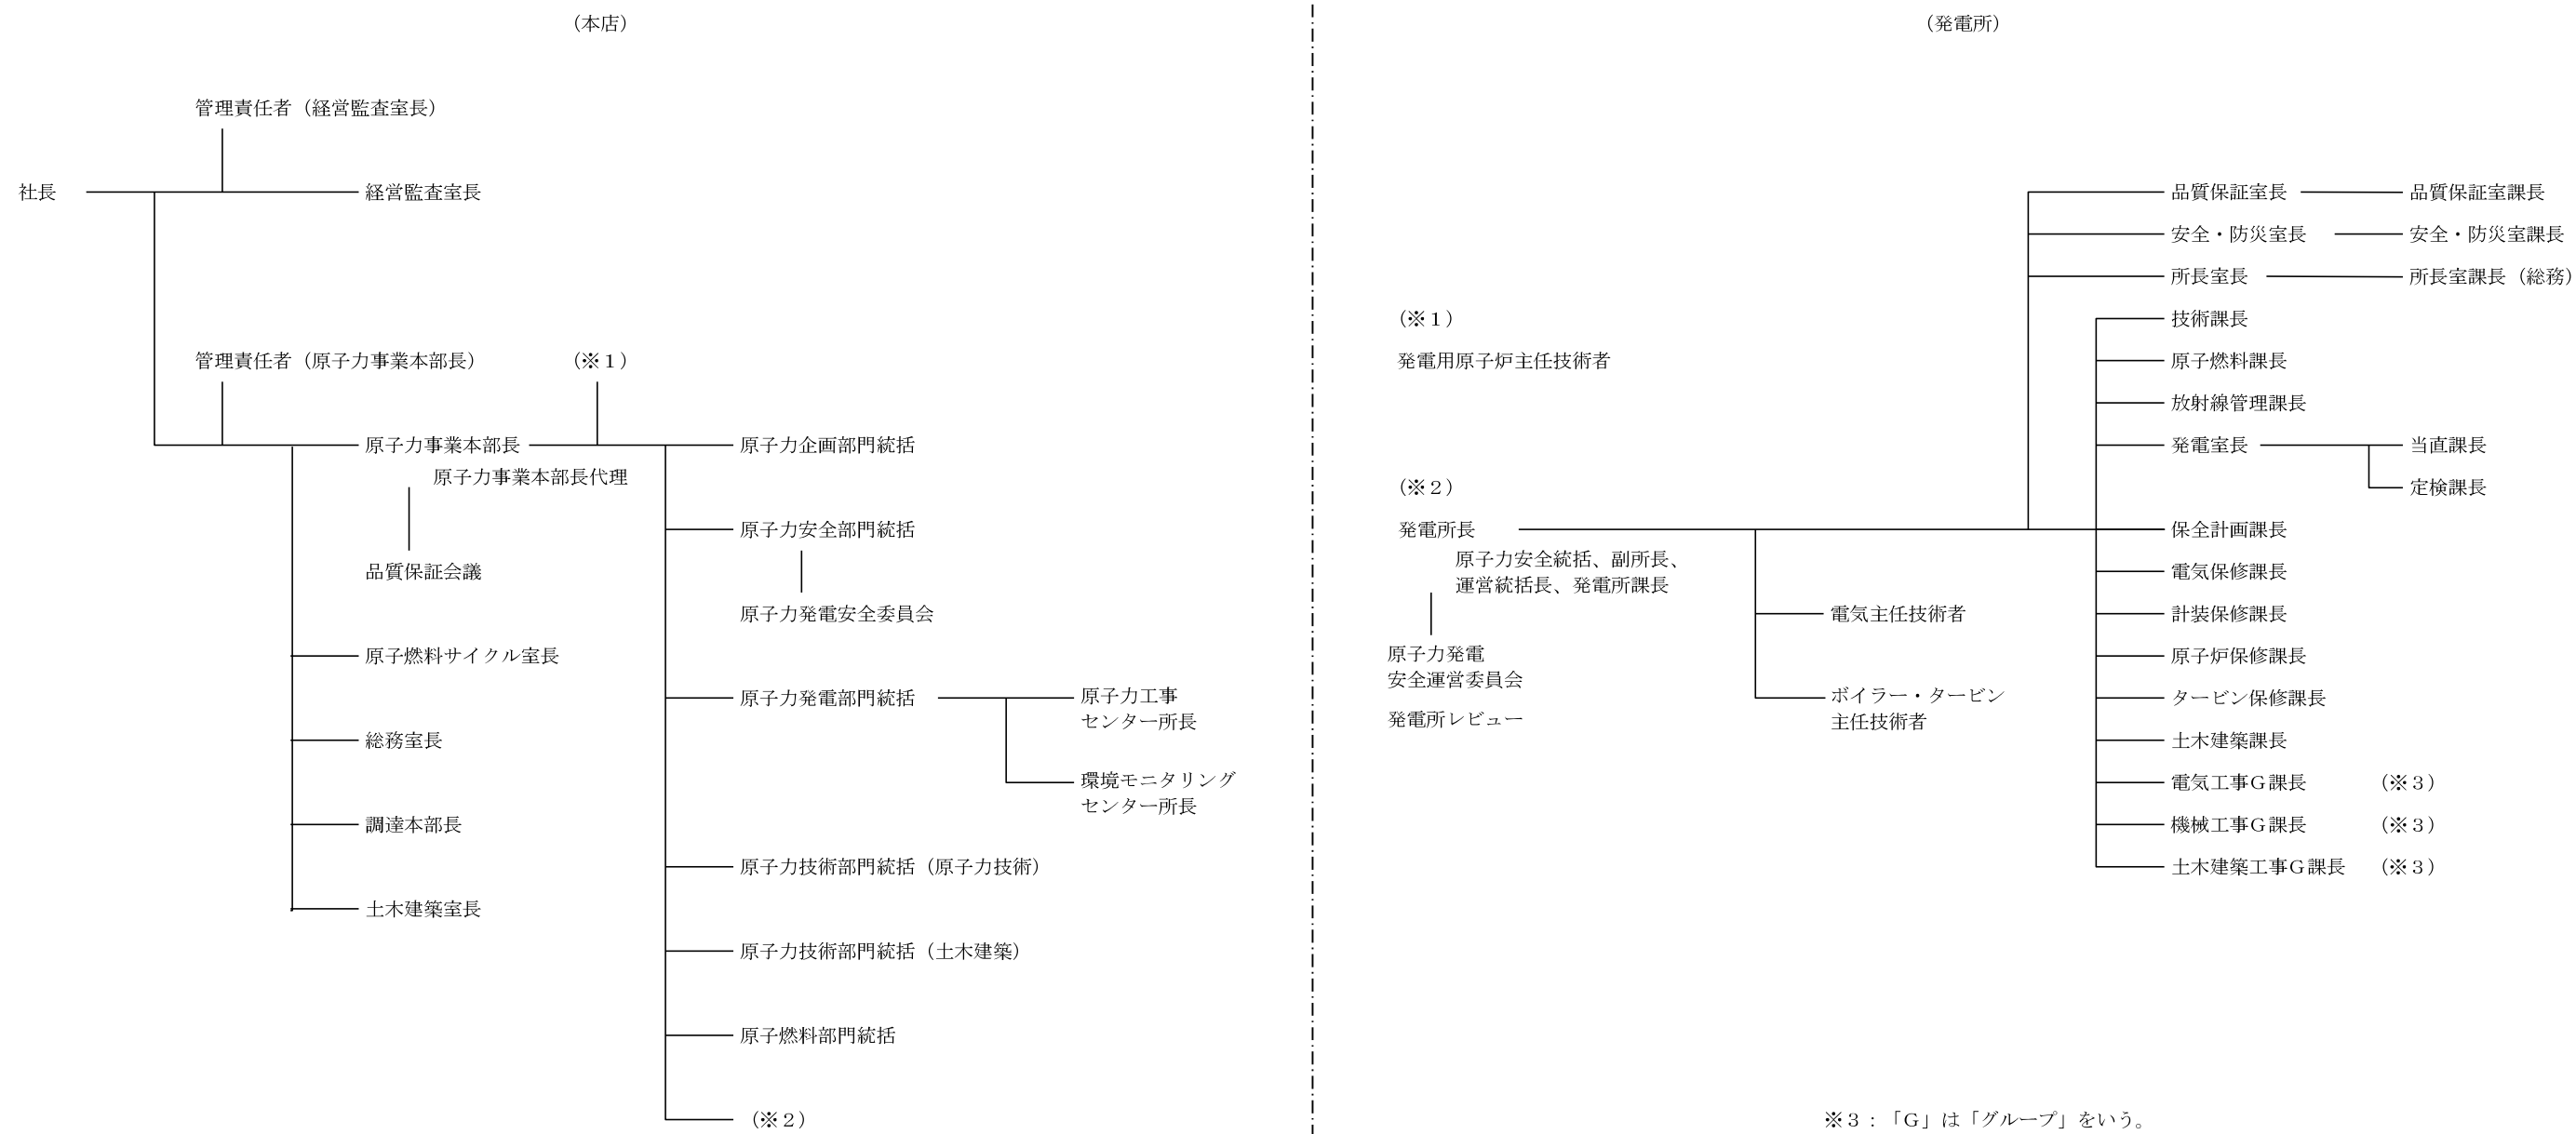 （本店）
管理責任者（経営監査室長）
社長
経営監査室長
管理責任者（原子力事業本部長）
（※１）
原子力事業本部長
原子力事業本部長代理
品質保証会議
原子燃料サイクル室長
総務室長
調達本部長
土木建築室長
原子力企画部門統括
原子力安全部門統括
原子力発電安全委員会
原子力発電部門統括
原子力工事
センター所長
環境モニタリング
センター所長
原子力技術部門統括（原子力技術）
原子力技術部門統括（土木建築）
原子燃料部門統括
（※２）
（発電所）
（※１）
発電用原子炉主任技術者
（※２）
発電所長
原子力安全統括、副所長、
運営統括長、発電所課長
原子力発電
安全運営委員会
発電所レビュー
電気主任技術者
ボイラー・タービン
主任技術者
品質保証室長
品質保証室課長
安全・防災室長
安全・防災室課長
所長室長
所長室課長（総務）
技術課長
原子燃料課長
放射線管理課長
発電室長
当直課長
定検課長
保全計画課長
電気保修課長
計装保修課長
原子炉保修課長
タービン保修課長
土木建築課長
電気工事Ｇ課長 （※３）
機械工事Ｇ課長 （※３）
土木建築工事Ｇ課長 （※３）
※３：「Ｇ」は「グループ」をいう。